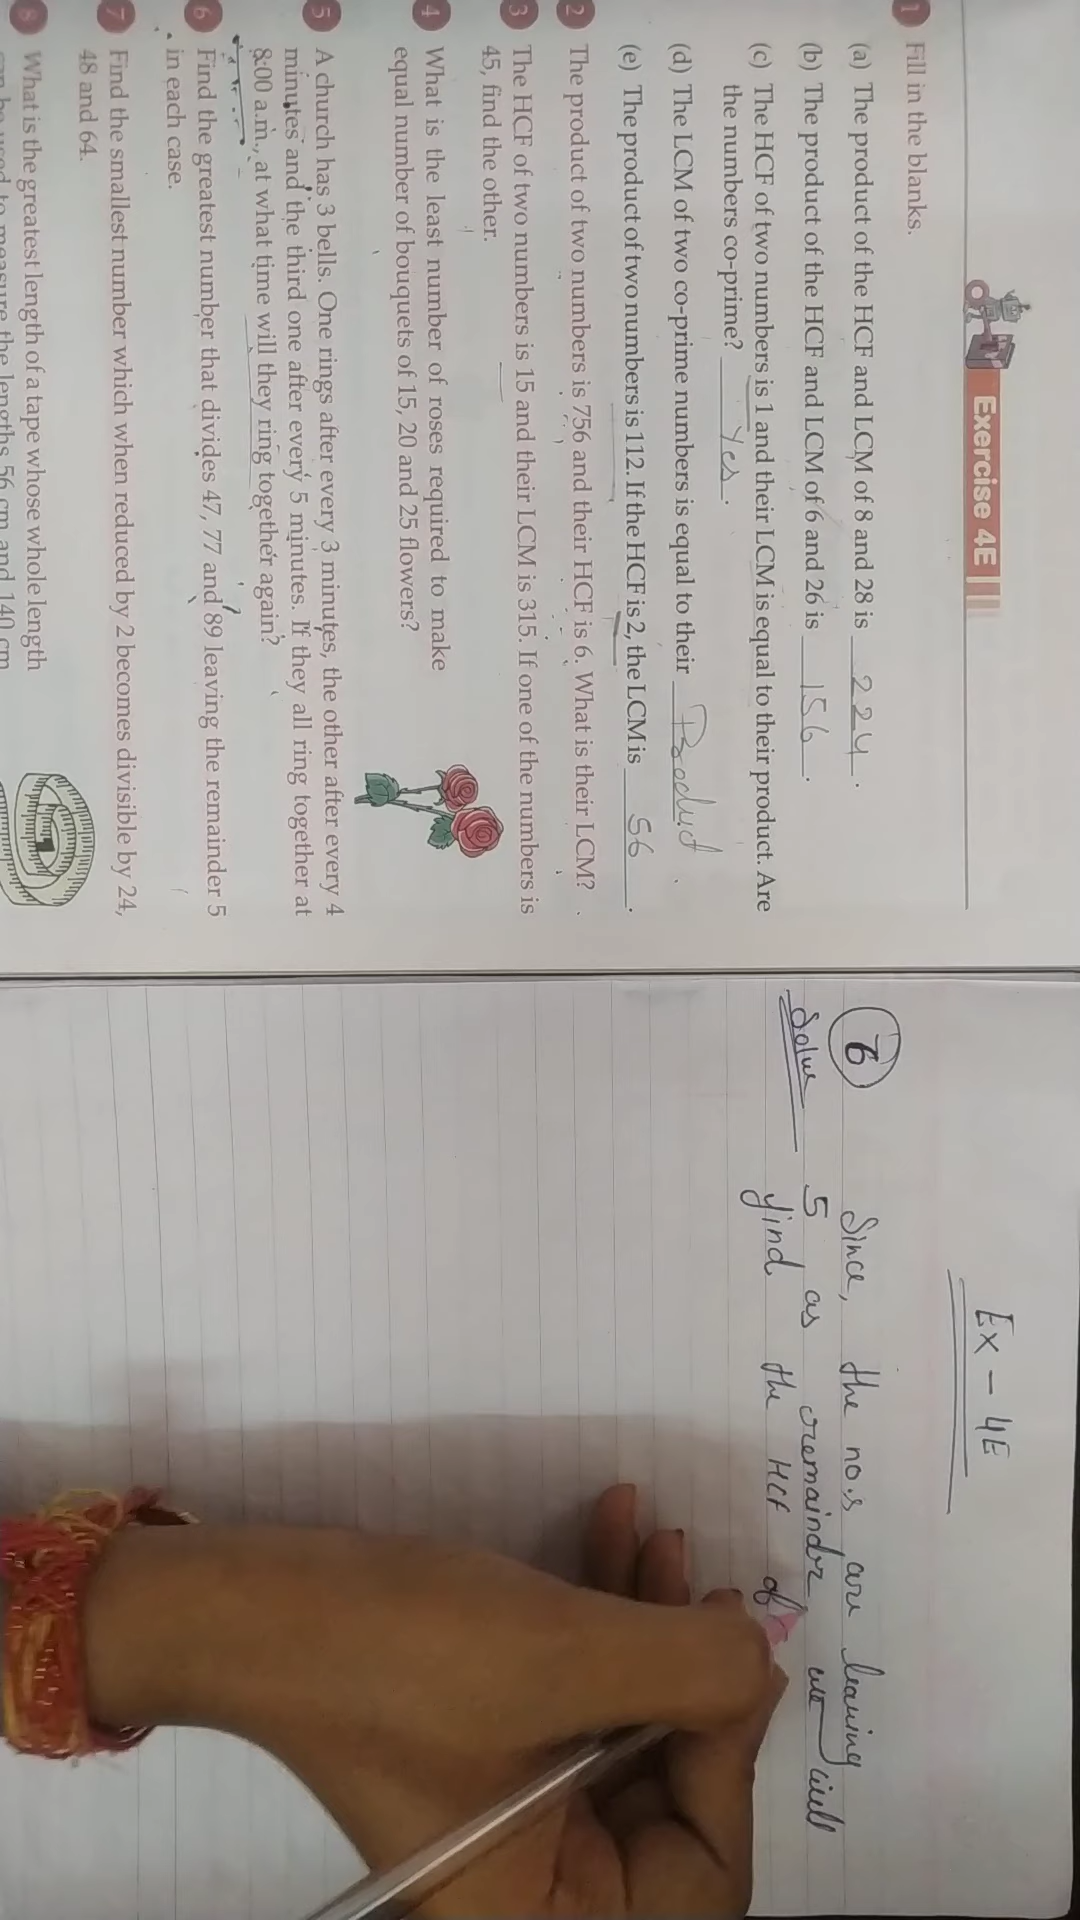 Exercise 4E
1 Fill in the blanks.
(a) The product of the HCF and LCM of 8 and 28 is 224.
(b) The product of the HCF and LCM of 6 and 26 is 156.
(c) The HCF of two numbers is 1 and their LCM is equal to their product. Are
the numbers co-prime? Yes.
(d) The LCM of two co-prime numbers is equal to their Product.
(e) The product of two numbers is 112. If the HCF is 2, the LCM is 56.
2 The product of two numbers is 756 and their HCF is 6. What is their LCM?
3 The HCF of two numbers is 15 and their LCM is 315. If one of the numbers is
45, find the other.
4 What is the least number of roses required to make
equal number of bouquets of 15, 20 and 25 flowers?
5 A church has 3 bells. One rings after every 3 minutes, the other after every 4
minutes and the third one after every 5 minutes. If they all ring together at
8:00 a.m., at what time will they ring together again?
6 Find the greatest number that divides 47, 77 and 89 leaving the remainder 5
in each case.
7 Find the smallest number which when reduced by 2 becomes divisible by 24,
48 and 64.
8 What is the greatest length of a tape whose whole length
can be used to measure the lengths 56 cm and 140 cm
Ex - 4E
6 Since, the no.s are leaving
Solve 5 as remainder, we will
find the HCF of